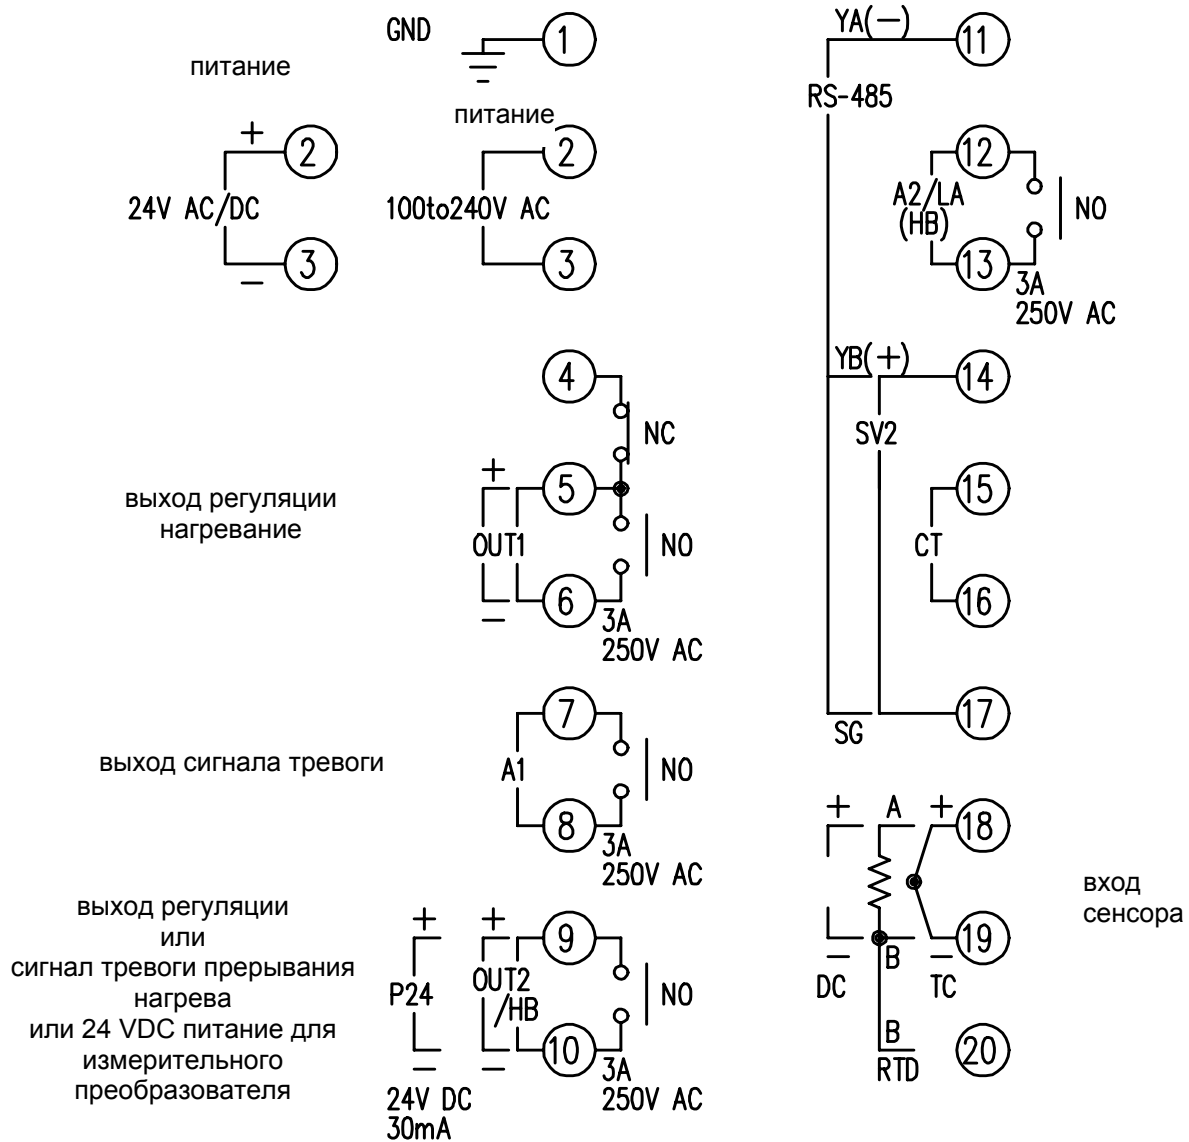 GND
1
питание
питание
+
2
24V AC/DC
3
−
2
100to240V AC
3
4
NC
выход регуляции
нагревание
+
5
OUT1
NO
−
6
3A
250V AC
выход сигнала тревоги
7
A1
NO
8
3A
250V AC
выход регуляции
или
сигнал тревоги прерывания
нагрева
или 24 VDC питание для
измерительного
преобразователя
+
P24
−
24V DC
30mA
+
OUT2
/HB
−
9
NO
10
3A
250V AC
YA(−)
11
RS-485
12
A2/LA
(HB)
NO
13
3A
250V AC
YB(+)
14
SV2
15
CT
16
17
SG
+ A +
18
19
− B −
DC TC
B
20
RTD
вход
сенсора